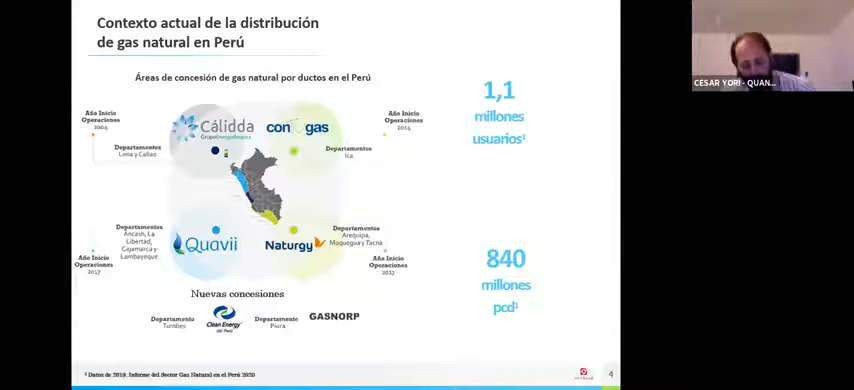 Contexto actual de la distribución
de gas natural en Perú
Áreas de concesión de gas natural por ductos en el Perú
Año Inicio
Operaciones
2004
Cálidda
Grupo Energía Bogotá
contugas
Año Inicio
Operaciones
2014
Departamentos
Lima y Callao
Departamentos
Ica
Departamentos
Áncash, La
Libertad,
Cajamarca y
Lambayeque
Quavii
Naturgy
Departamentos
Arequipa,
Moquegua y Tacna
Año Inicio
Operaciones
2017
Año Inicio
Operaciones
2017
Nuevas concesiones
Departamento
Tumbes
Clean Energy
del Perú
Departamento
Piura
GASNORP
1,1
millones
usuarios¹
840
millones
pcd¹
¹ Datos de 2019. Informe del Sector Gas Natural en el Perú 2020
4
CESAR YORI - QUAN...